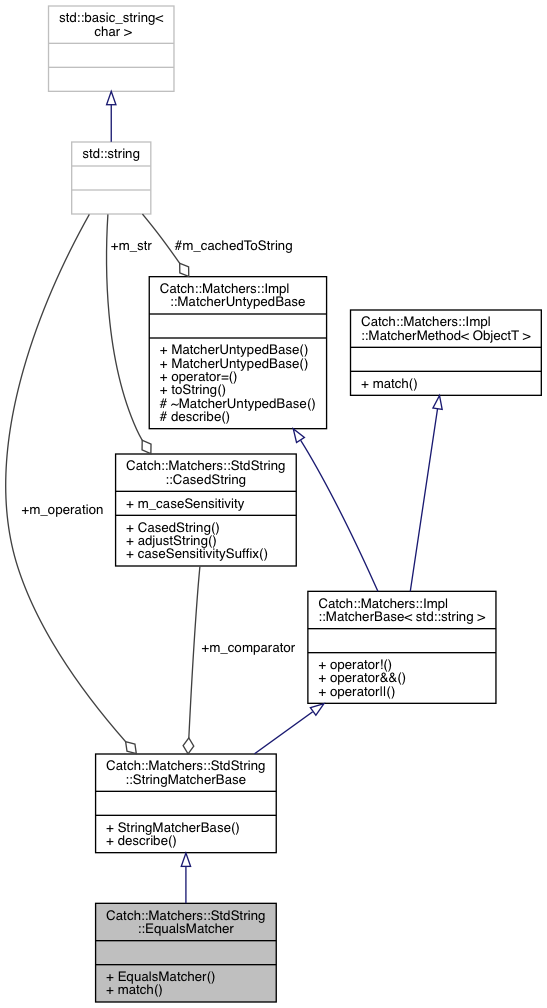 std::basic_string<
char >
std::string
+m_str
#m_cachedToString
Catch::Matchers::Impl
::MatcherUntypedBase
+ MatcherUntypedBase()
+ MatcherUntypedBase()
+ operator=()
+ toString()
# ~MatcherUntypedBase()
# describe()
Catch::Matchers::Impl
::MatcherMethod< ObjectT >
+ match()
Catch::Matchers::StdString
::CasedString
+ m_caseSensitivity
+ CasedString()
+ adjustString()
+ caseSensitivitySuffix()
+m_operation
Catch::Matchers::Impl
::MatcherBase< std::string >
+ operator!()
+ operator&&()
+ operator||()
+m_comparator
Catch::Matchers::StdString
::StringMatcherBase
+ StringMatcherBase()
+ describe()
Catch::Matchers::StdString
::EqualsMatcher
+ EqualsMatcher()
+ match()